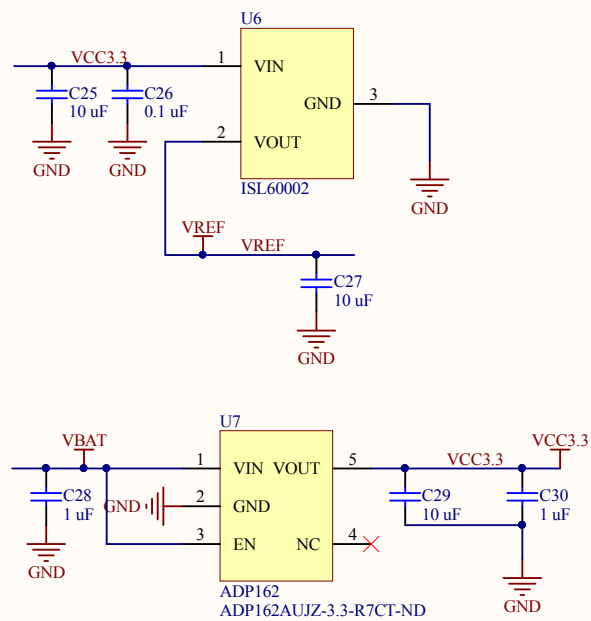 U6
VCC3.3
1
VIN
C25
10 uF
C26
0.1 uF
GND
3
2
VOUT
GND
GND
ISL60002
GND
VREF
VREF
C27
10 uF
GND
U7
VBAT
1
VIN
VOUT
5
VCC3.3
VCC3.3
C28
1 uF
GND
2
GND
C29
10 uF
C30
1 uF
3
EN
NC
4
GND
ADP162
GND
ADP162AUJZ-3.3-R7CT-ND